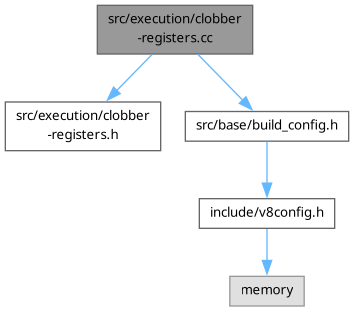 src/execution/clobber
-registers.cc
src/execution/clobber
-registers.h
src/base/build_config.h
include/v8config.h
memory